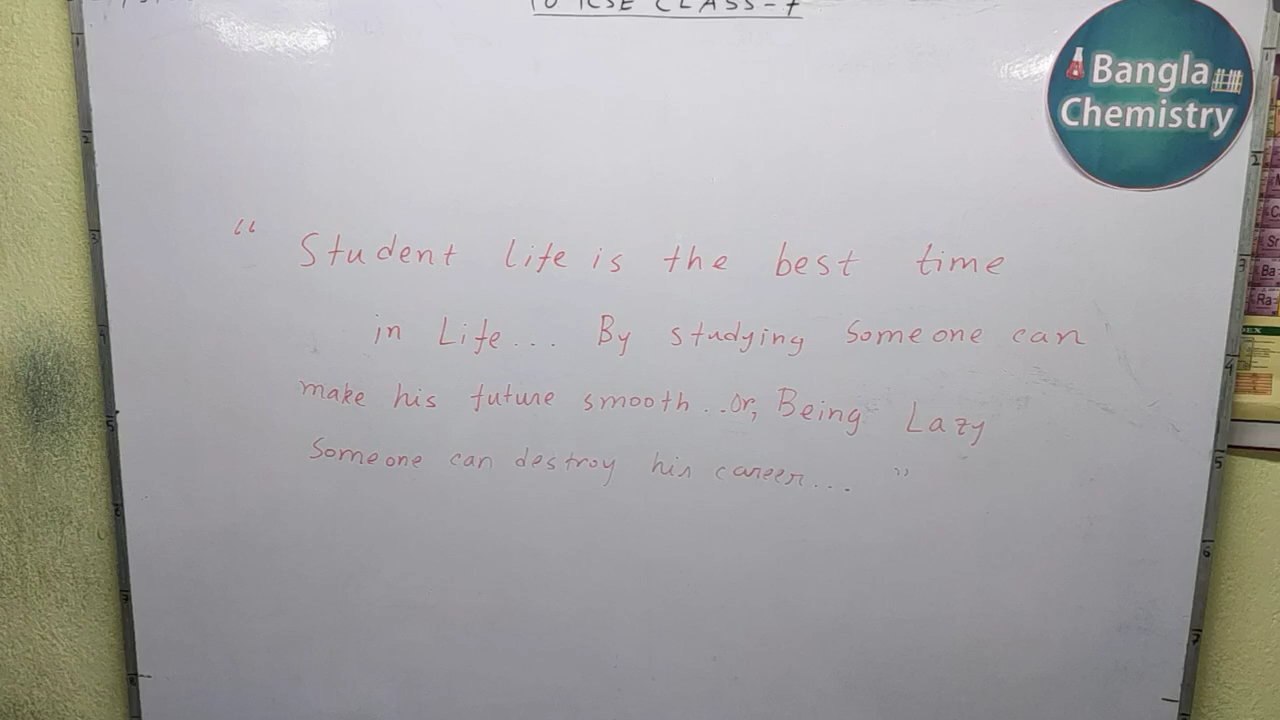 ICSE CLASS-7
Bangla
Chemistry
“ Student life is the best time
in Life... By studying Someone can
make his future smooth...Or, Being Lazy
Someone can destroy his career... ”